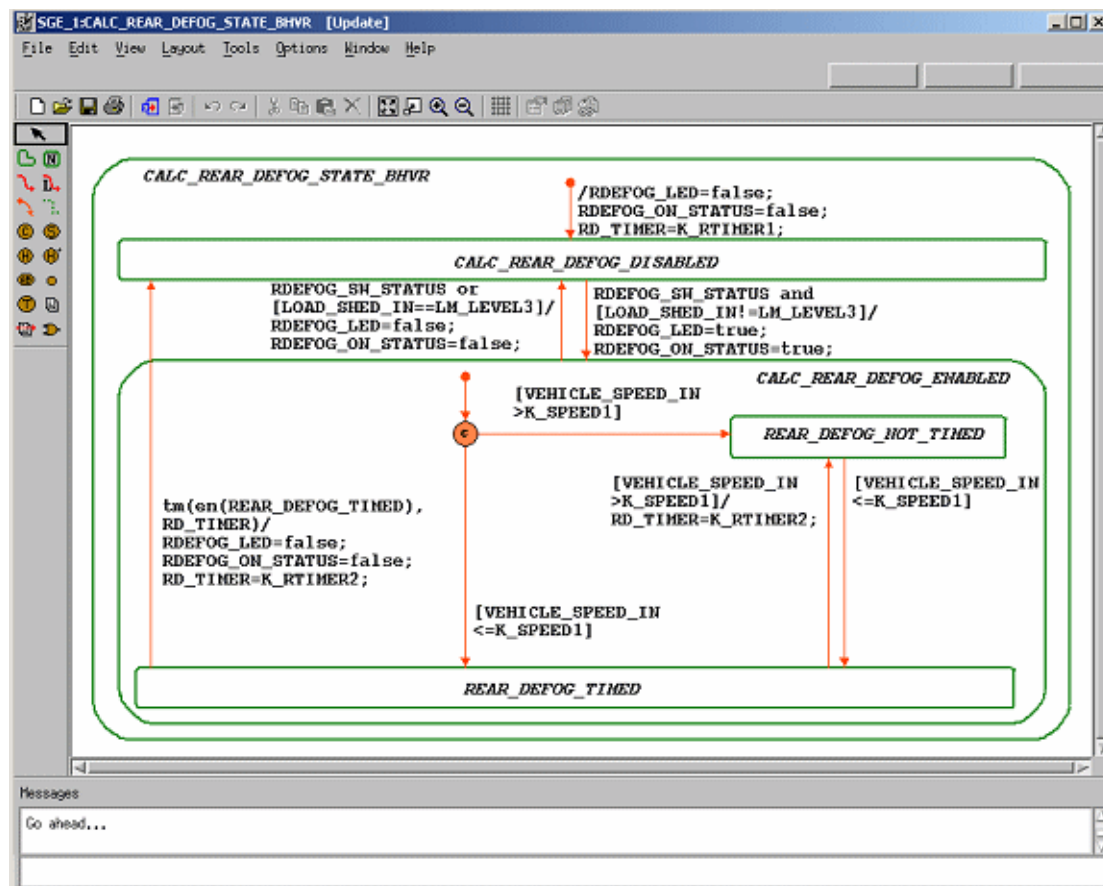 SGE_1:CALC_REAR_DEFOG_STATE_BHVR [Update]
File Edit View Layout Tools Options Window Help
CALC_REAR_DEFOG_STATE_BHVR
/RDEFOG_LED=false;
RDEFOG_ON_STATUS=false;
RD_TIMER=K_RTIMER1;
CALC_REAR_DEFOG_DISABLED
RDEFOG_SW_STATUS or
[LOAD_SHED_IN==LM_LEVEL3]/
RDEFOG_LED=false;
RDEFOG_ON_STATUS=false;
RDEFOG_SW_STATUS and
[LOAD_SHED_IN!=LM_LEVEL3]/
RDEFOG_LED=true;
RDEFOG_ON_STATUS=true;
CALC_REAR_DEFOG_ENABLED
[VEHICLE_SPEED_IN
>K_SPEED1]
C
REAR_DEFOG_NOT_TIMED
tm(en(REAR_DEFOG_TIMED),
RD_TIMER)/
RDEFOG_LED=false;
RDEFOG_ON_STATUS=false;
RD_TIMER=K_RTIMER2;
[VEHICLE_SPEED_IN
>K_SPEED1]/
RD_TIMER=K_RTIMER2;
[VEHICLE_SPEED_IN
<=K_SPEED1]
[VEHICLE_SPEED_IN
<=K_SPEED1]
REAR_DEFOG_TIMED
Messages
Go ahead...